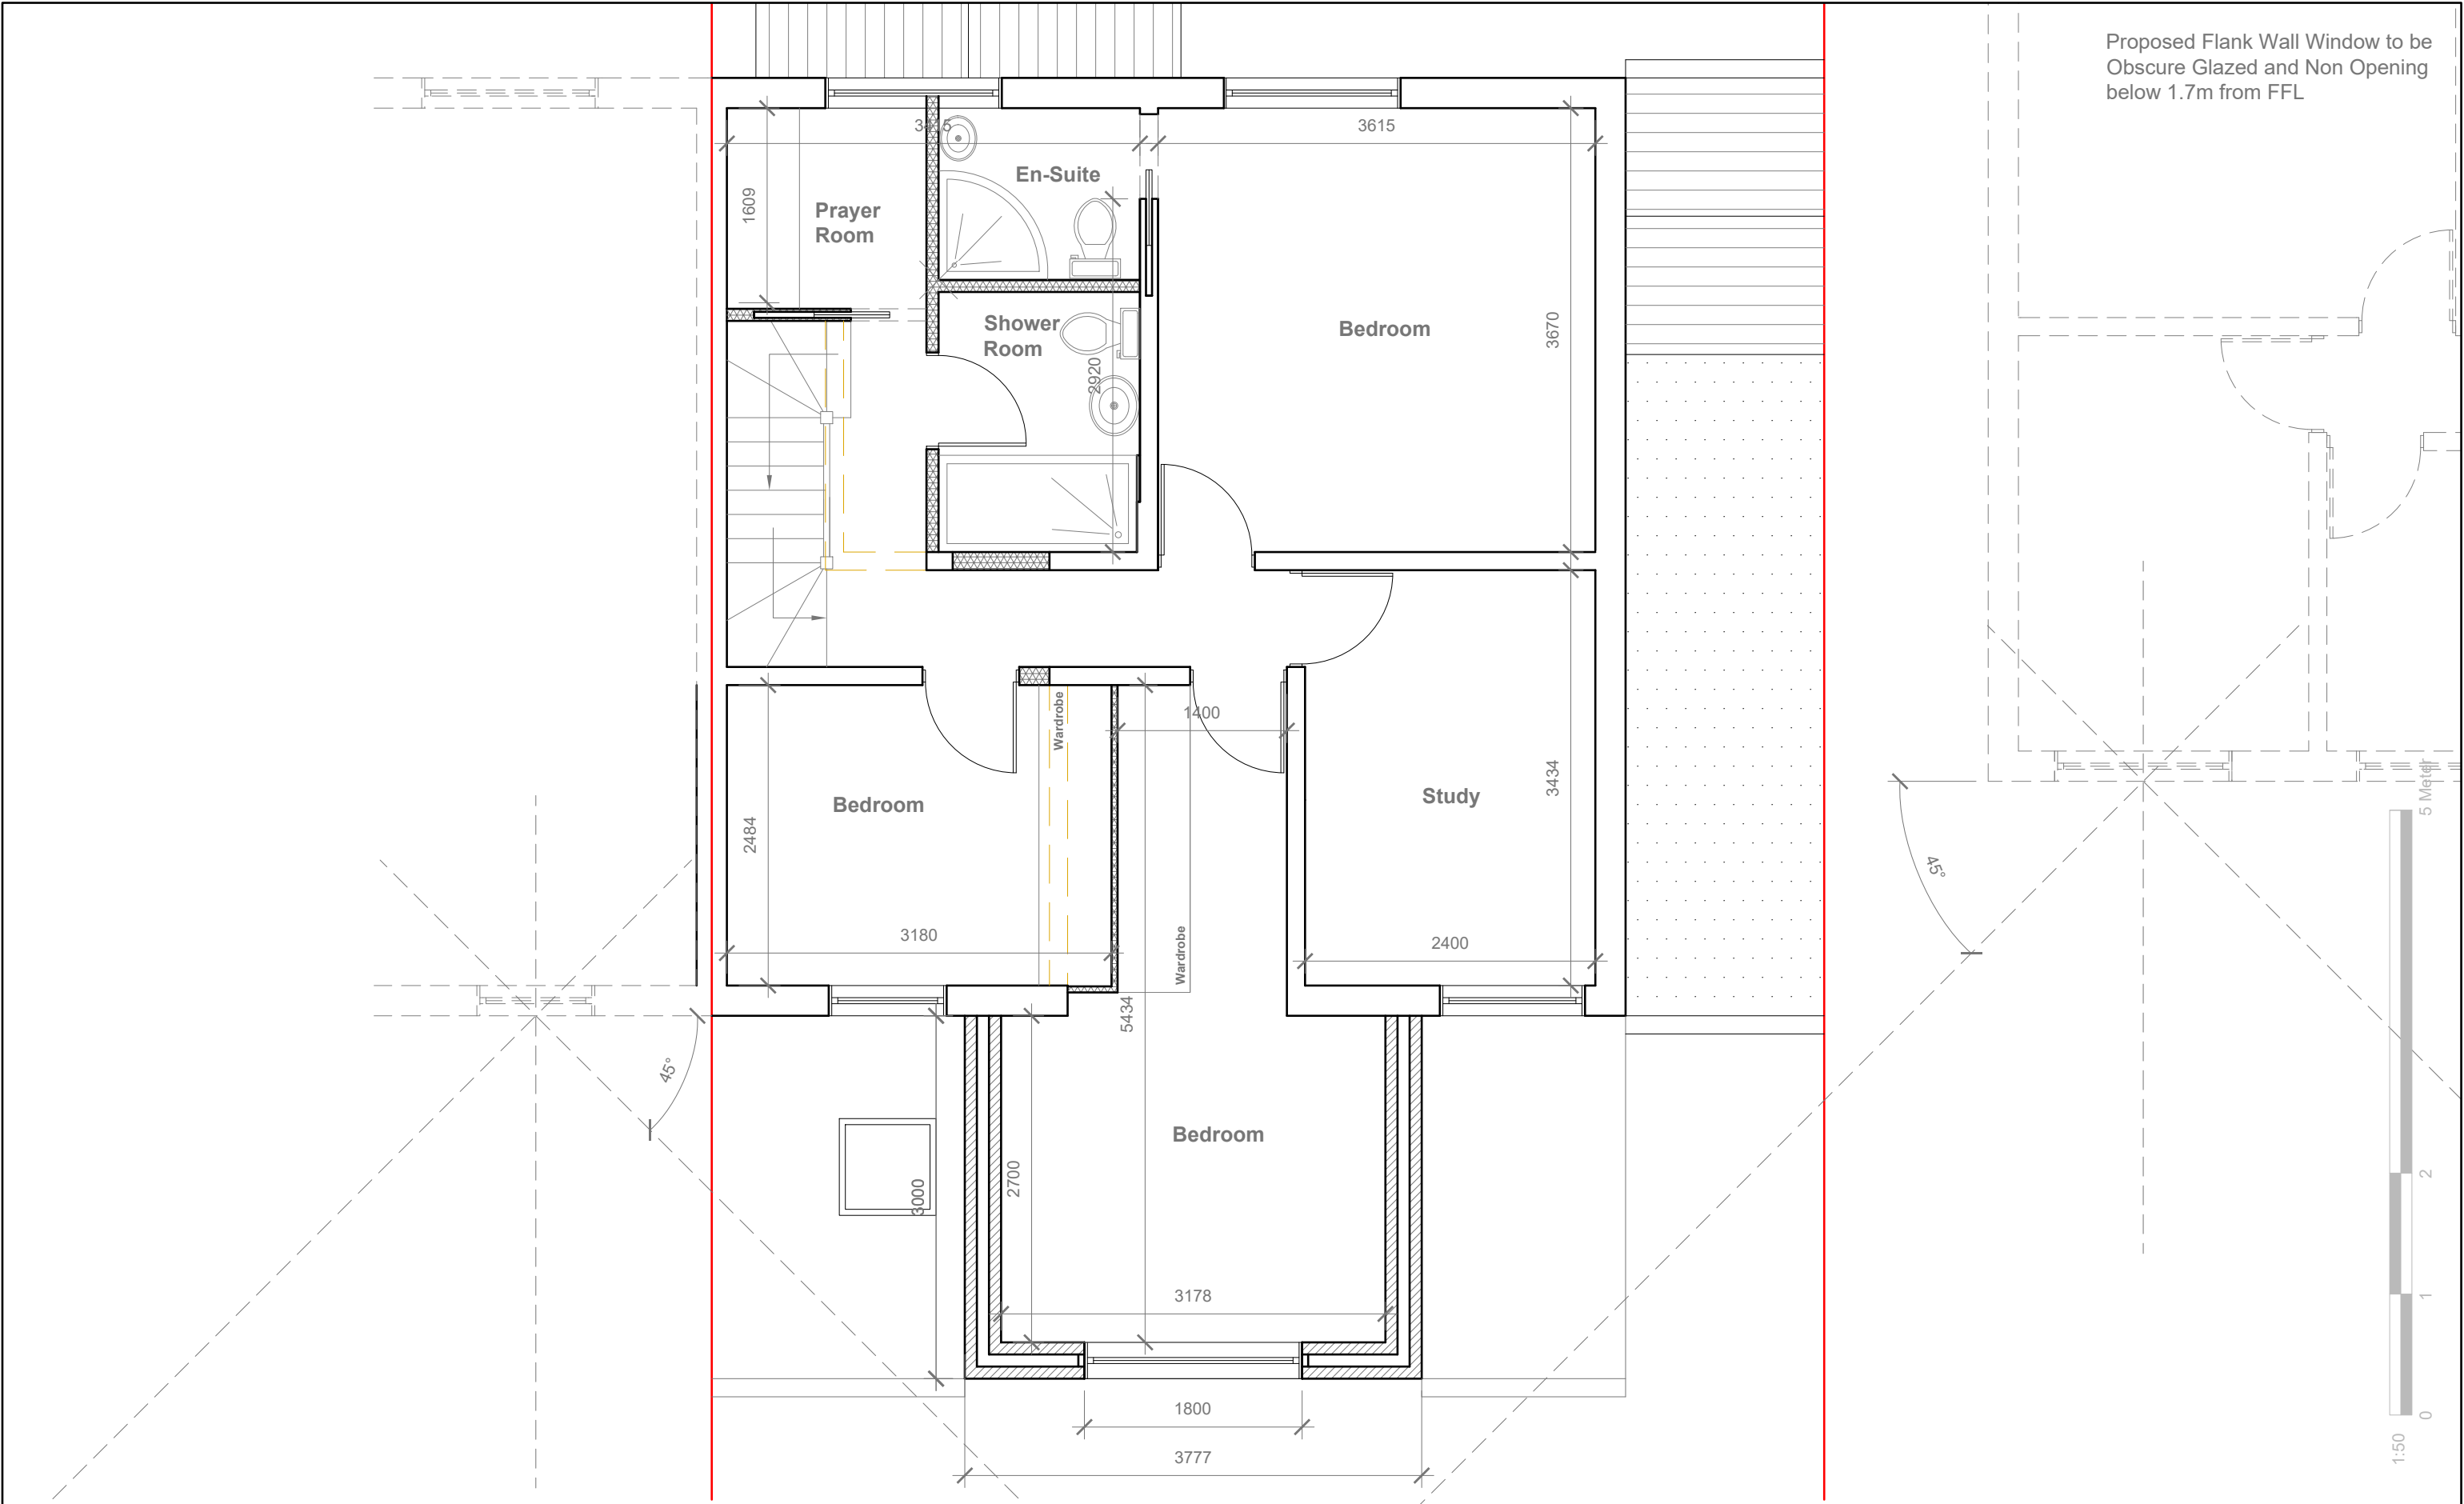 Proposed Flank Wall Window to be
Obscure Glazed and Non Opening
below 1.7m from FFL
3615
En-Suite
1609
Prayer
Room
Shower
Room
2920
Bedroom
3670
Wardrobe
1400
Bedroom
2484
3180
Wardrobe
Study
3434
2400
5434
45°
45°
Bedroom
2700
3000
3178
1800
3777
5 Meter
2
1
0
1:50